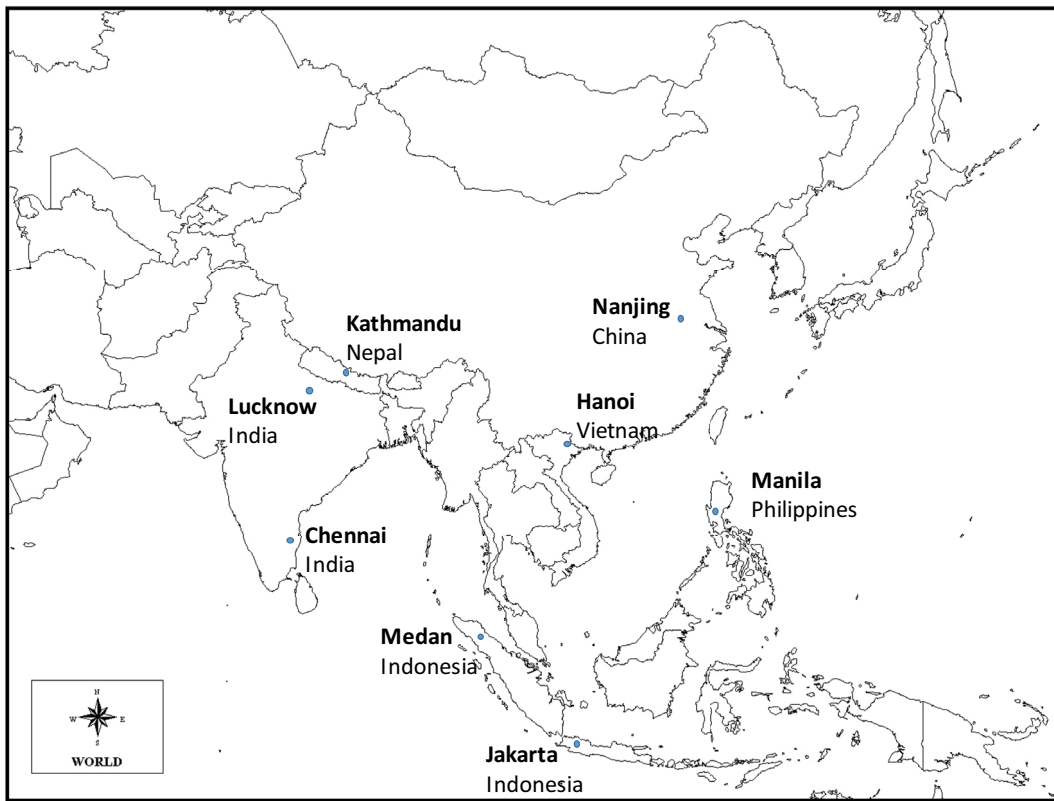 Nanjing
China
Kathmandu
Nepal
Lucknow
India
Hanoi
Vietnam
Manila
Philippines
Chennai
India
Medan
Indonesia
N
W E
S
WORLD
Jakarta
Indonesia